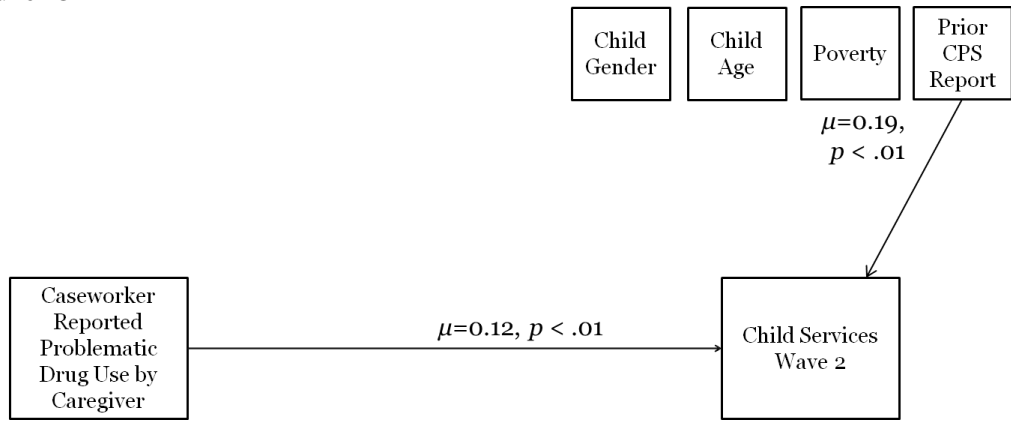 Child
Gender
Child
Age
Poverty
Prior
CPS
Report
μ=0.19,
p < .01
Caseworker
Reported
Problematic
Drug Use by
Caregiver
μ=0.12, p < .01
Child Services
Wave 2